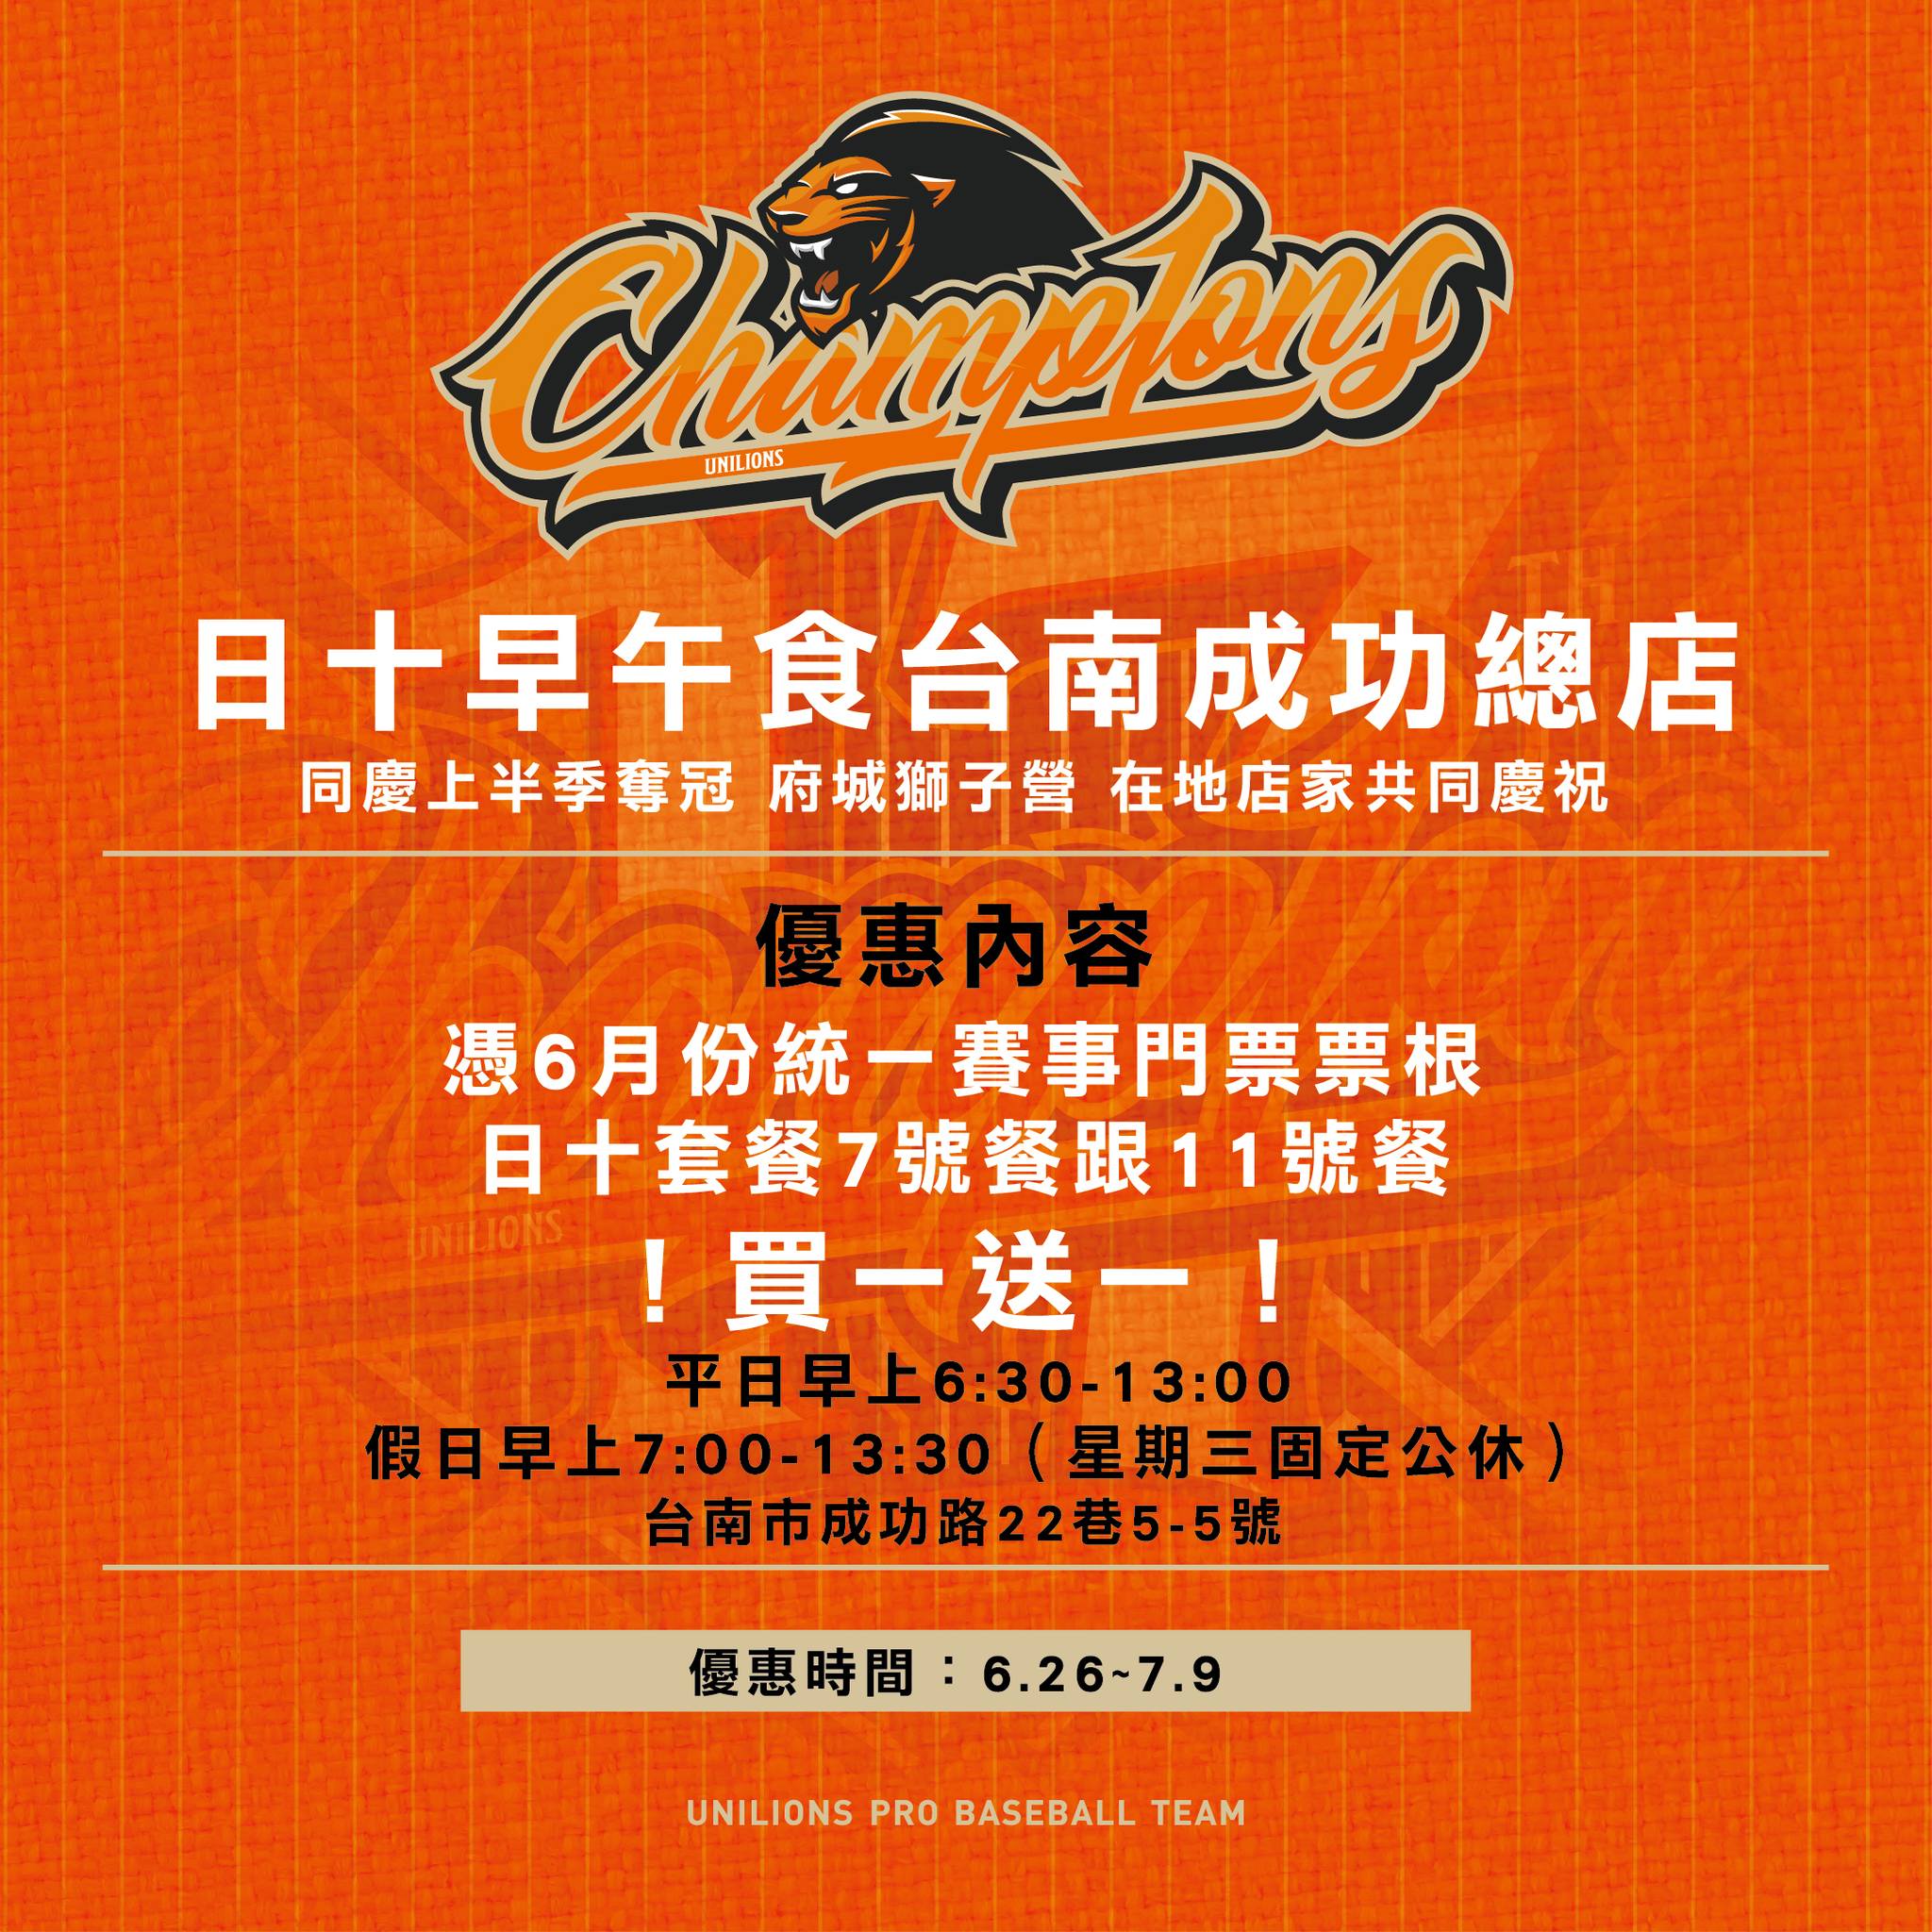 Champ1ons
UNILIONS
日十早午食台南成功總店
同慶上半季奪冠 府城獅子營 在地店家共同慶祝
優惠內容
憑6月份統一賽事門票票根
日十套餐7號餐跟11號餐
！買一送一！
平日早上6:30-13:00
假日早上7:00-13:30（星期三固定公休）
台南市成功路22巷5-5號
優惠時間：6.26~7.9
UNILIONS PRO BASEBALL TEAM